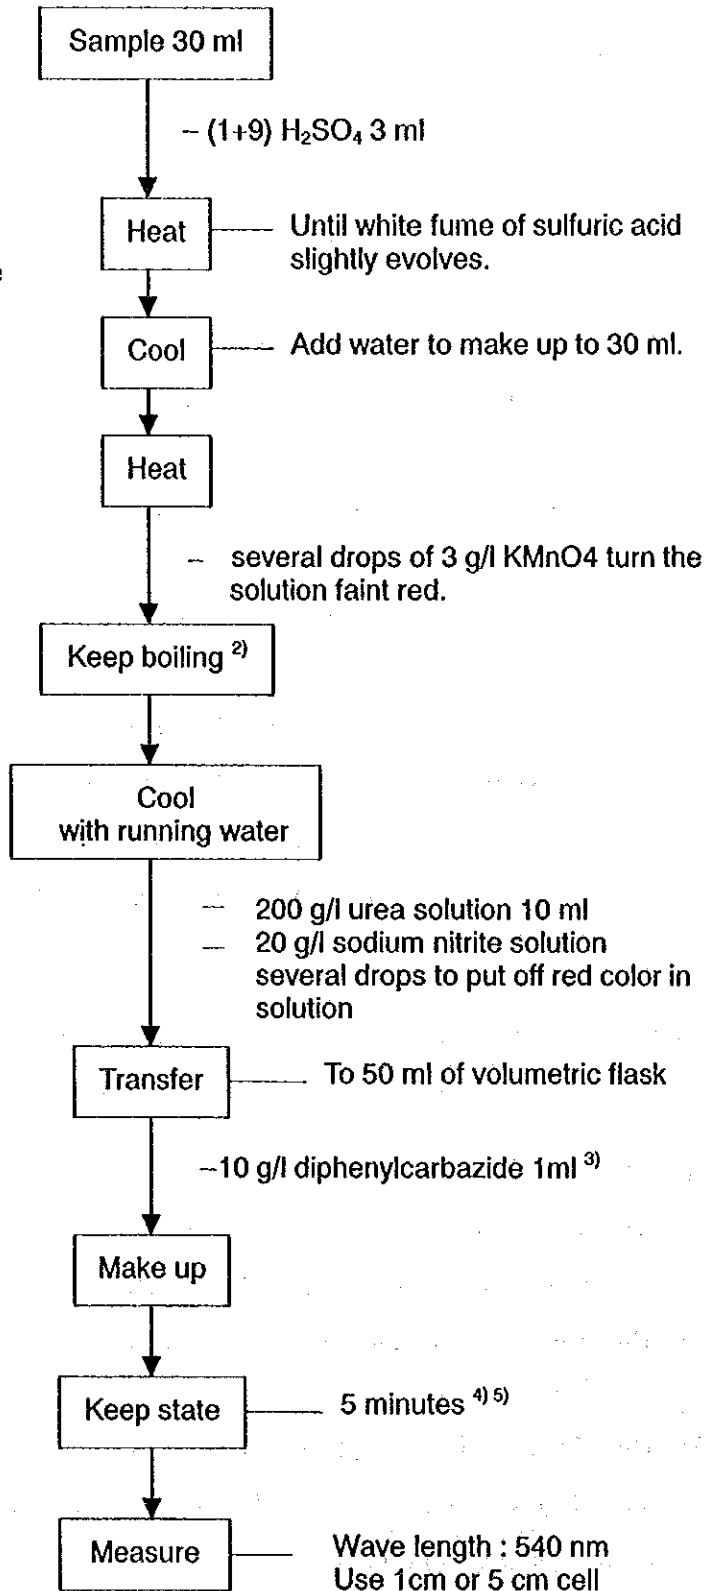 Sample 30 ml
– (1+9) H₂SO₄ 3 ml
Heat
Until white fume of sulfuric acid
slightly evolves.
Cool
Add water to make up to 30 ml.
Heat
– several drops of 3 g/l KMnO4 turn the
solution faint red.
Keep boiling ²⁾
Cool
with running water
– 200 g/l urea solution 10 ml
– 20 g/l sodium nitrite solution
several drops to put off red color in
solution
Transfer
To 50 ml of volumetric flask
–10 g/l diphenylcarbazide 1ml ³⁾
Make up
Keep state
5 minutes ⁴⁾ ⁵⁾
Measure
Wave length : 540 nm
Use 1cm or 5 cm cell